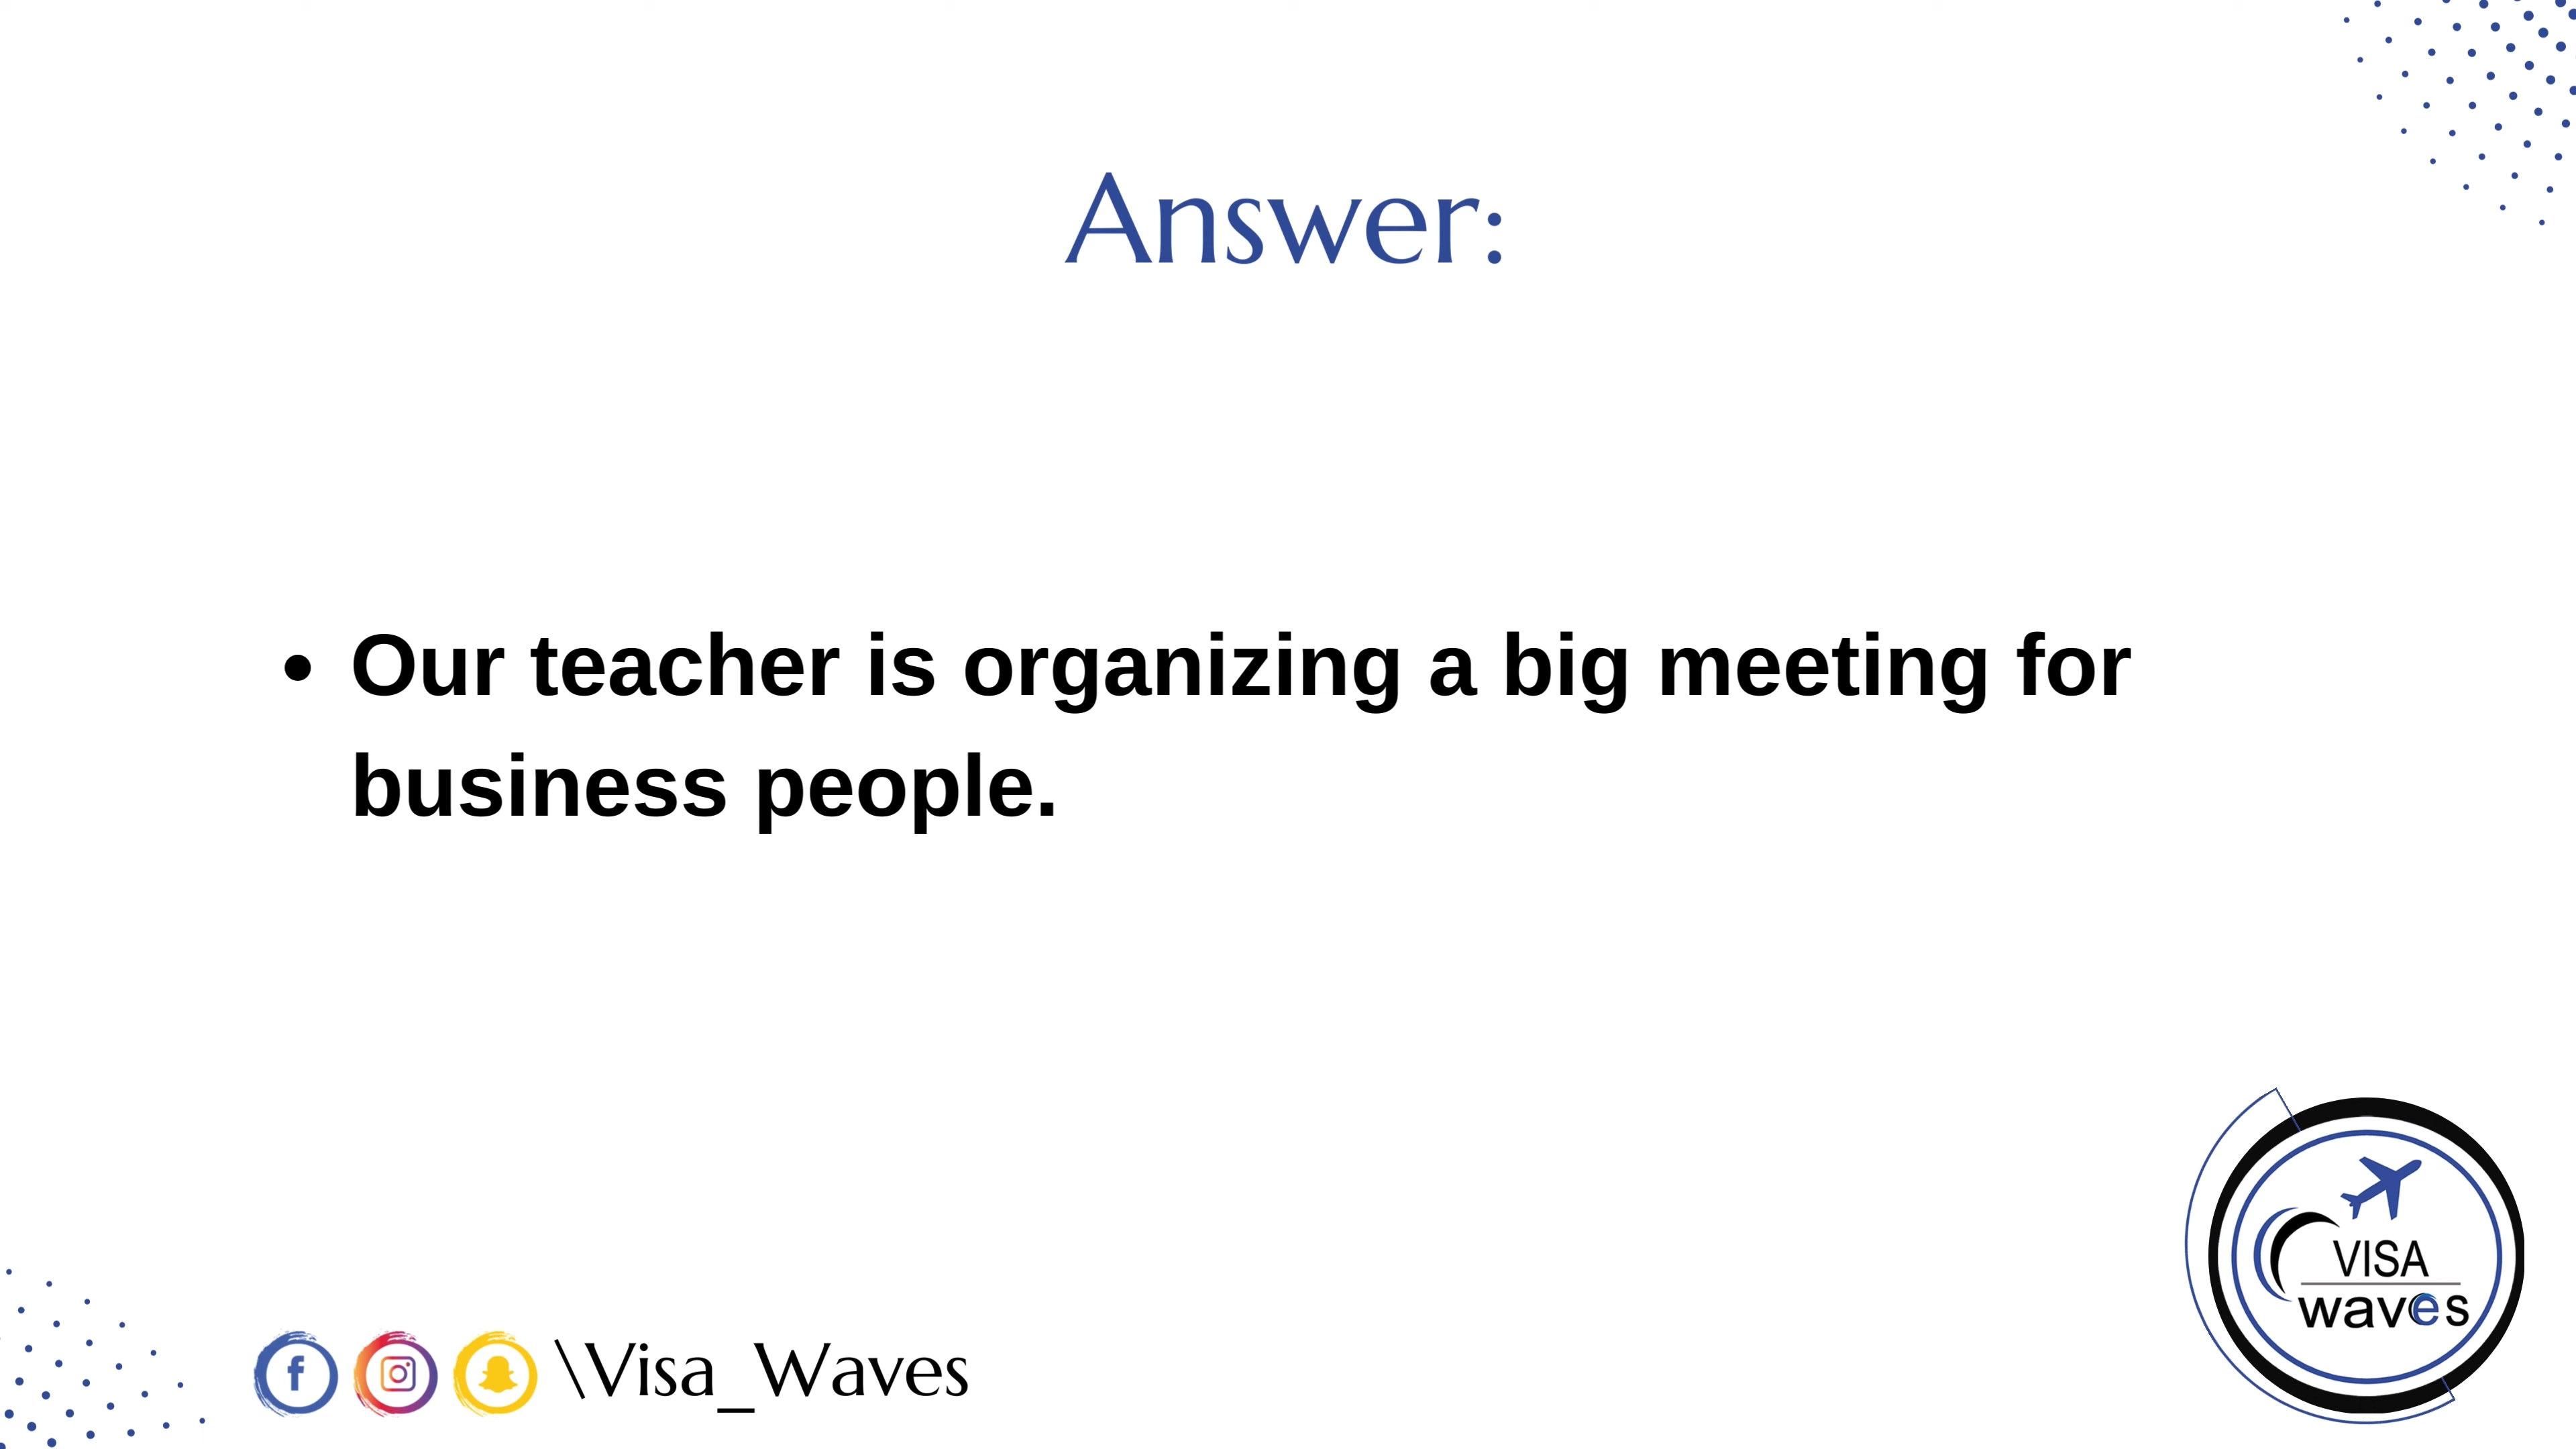 Answer:
• Our teacher is organizing a big meeting for
business people.
VISA
waves
\Visa_Waves